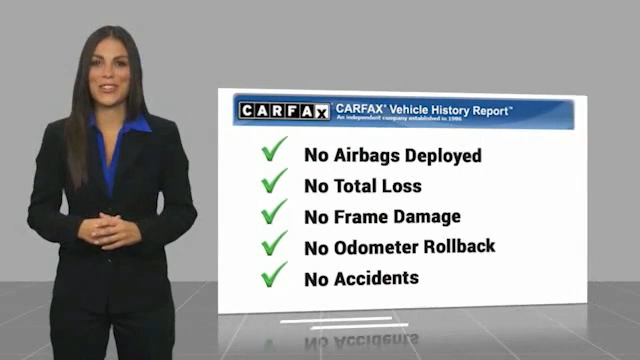 CARFAX CARFAX® Vehicle History Report™
An independent company established in 1986
No Airbags Deployed
No Total Loss
No Frame Damage
No Odometer Rollback
No Accidents